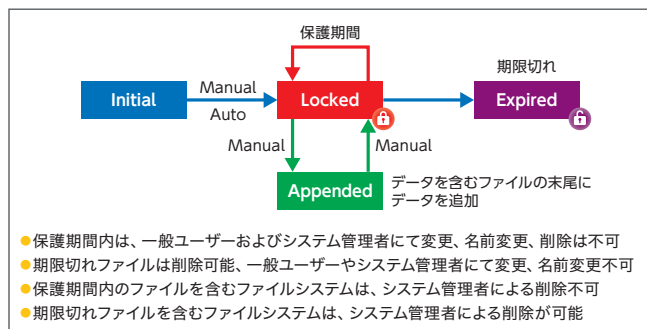 保護期間
期限切れ
Initial
Manual
Auto
Locked
Expired
Manual
Manual
Appended
データを含むファイルの末尾に
データを追加
●保護期間内は、一般ユーザーおよびシステム管理者にて変更、名前変更、削除は不可
●期限切れファイルは削除可能、一般ユーザーやシステム管理者にて変更、名前変更不可
●保護期間内のファイルを含むファイルシステムは、システム管理者による削除不可
●期限切れファイルを含むファイルシステムは、システム管理者による削除が可能